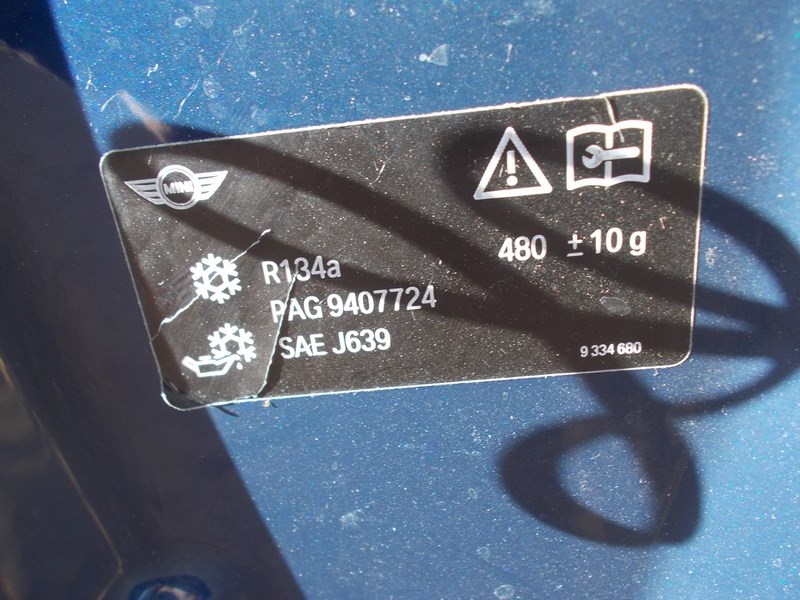 MINI
480 ±10 g
R134a
PAG 9407724
SAE J639
9 334 680